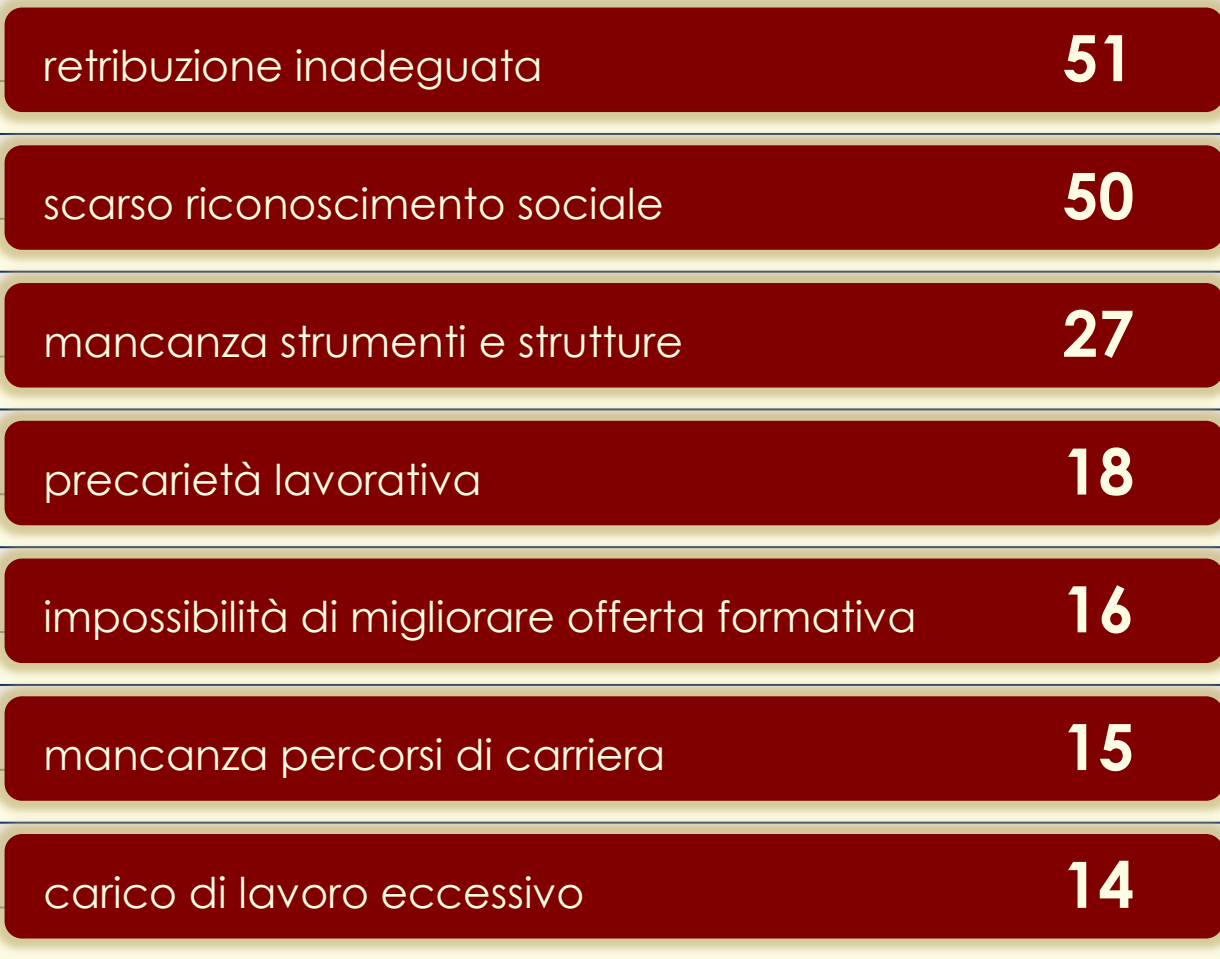 retribuzione inadeguata 51
scarso riconoscimento sociale 50
mancanza strumenti e strutture 27
precarietà lavorativa 18
impossibilità di migliorare offerta formativa 16
mancanza percorsi di carriera 15
carico di lavoro eccessivo 14